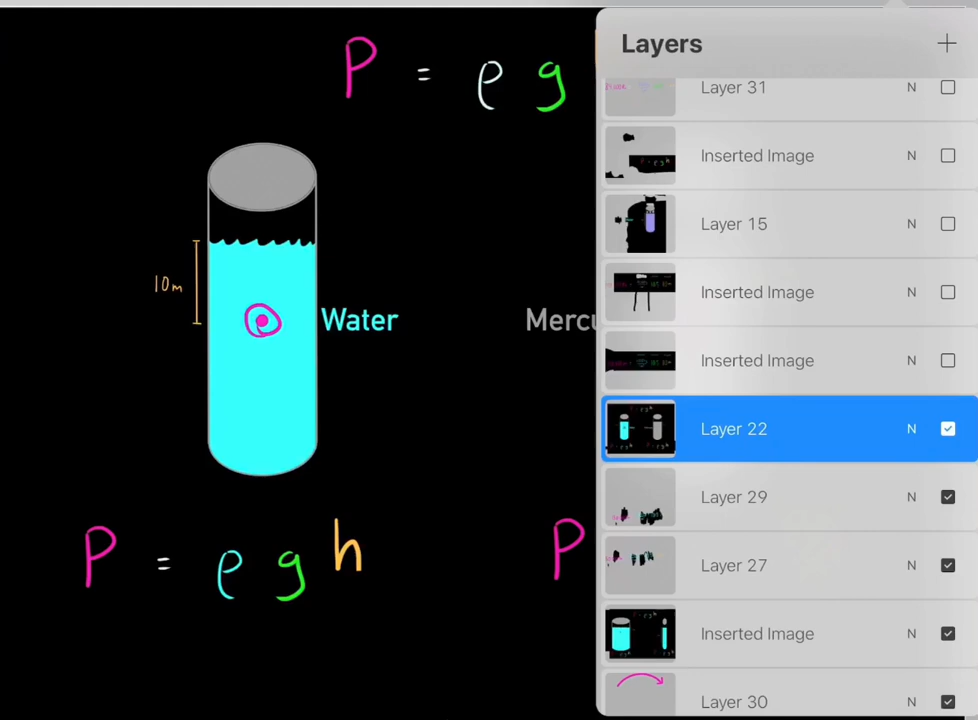 P = ρ g
10m
Water
P = ρ g h
P
Layers
Layer 31 N
Inserted Image N
Layer 15 N
Inserted Image N
Inserted Image N
Layer 22 N
Layer 29 N
Layer 27 N
Inserted Image N
Layer 30 N